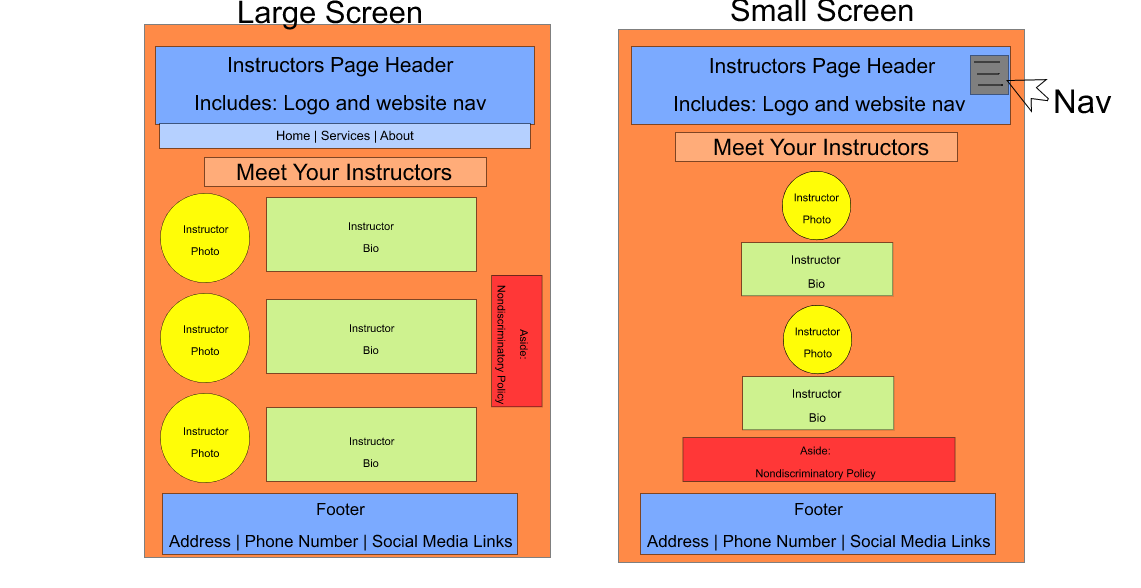 Large Screen
Instructors Page Header
Includes: Logo and website nav
Home | Services | About
Meet Your Instructors
Instructor
Photo
Instructor
Bio
Instructor
Photo
Instructor
Bio
Instructor
Photo
Instructor
Bio
Aside:
Nondiscriminatory Policy
Footer
Address | Phone Number | Social Media Links
Small Screen
Instructors Page Header
Includes: Logo and website nav
Nav
Meet Your Instructors
Instructor
Photo
Instructor
Bio
Instructor
Photo
Instructor
Bio
Aside:
Nondiscriminatory Policy
Footer
Address | Phone Number | Social Media Links